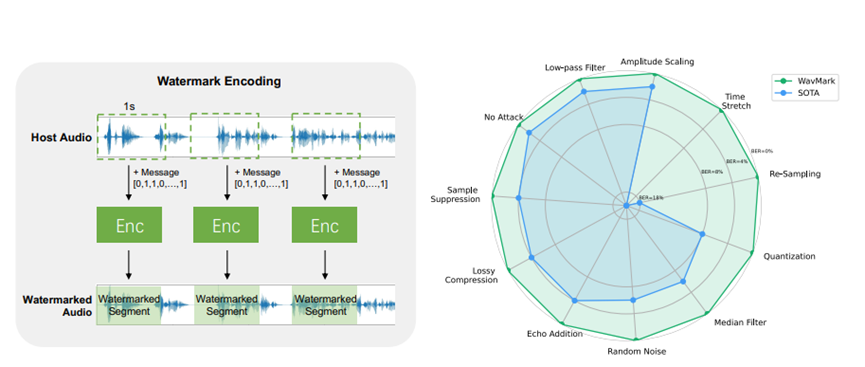 Watermark Encoding
1s
Host Audio
+ Message
[0,1,1,0,...,1]
+ Message
[0,1,1,0,...,1]
+ Message
[0,1,1,0,...,1]
Enc
Enc
Enc
Watermarked
Audio
Watermarked
Segment
Watermarked
Segment
Watermarked
Segment
WavMark
SOTA
Amplitude Scaling
Low-pass Filter
Time
Stretch
No Attack
BER=0%
BER=4%
BER=8%
Re-Sampling
BER=18%
Sample
Suppression
Quantization
Lossy
Compression
Median Filter
Echo Addition
Random Noise